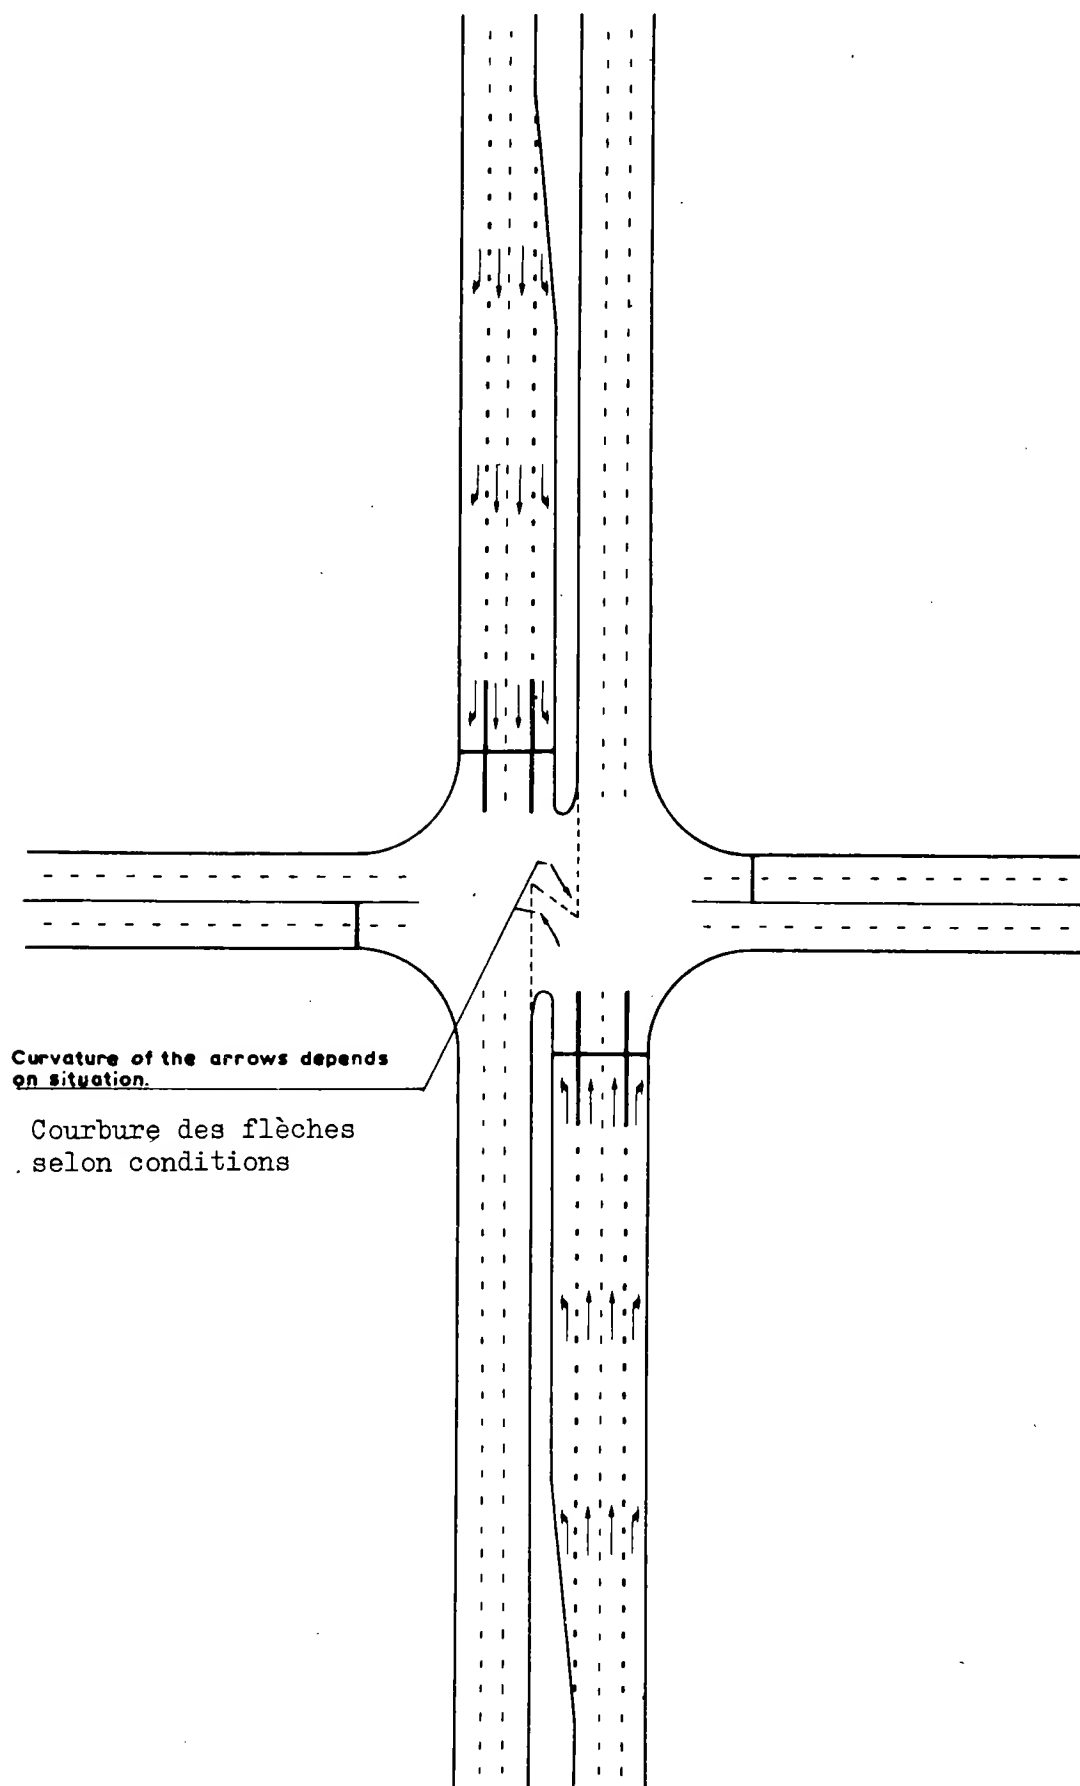 Curvature of the arrows depends
on situation.
Courbure des flèches
selon conditions